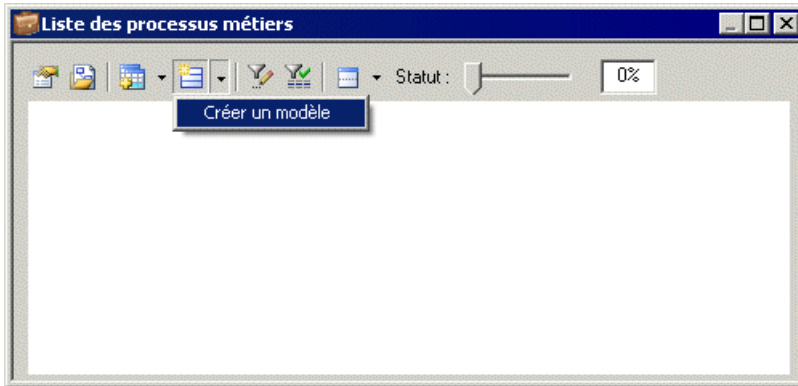 Liste des processus métiers
Statut : 0%
Créer un modèle